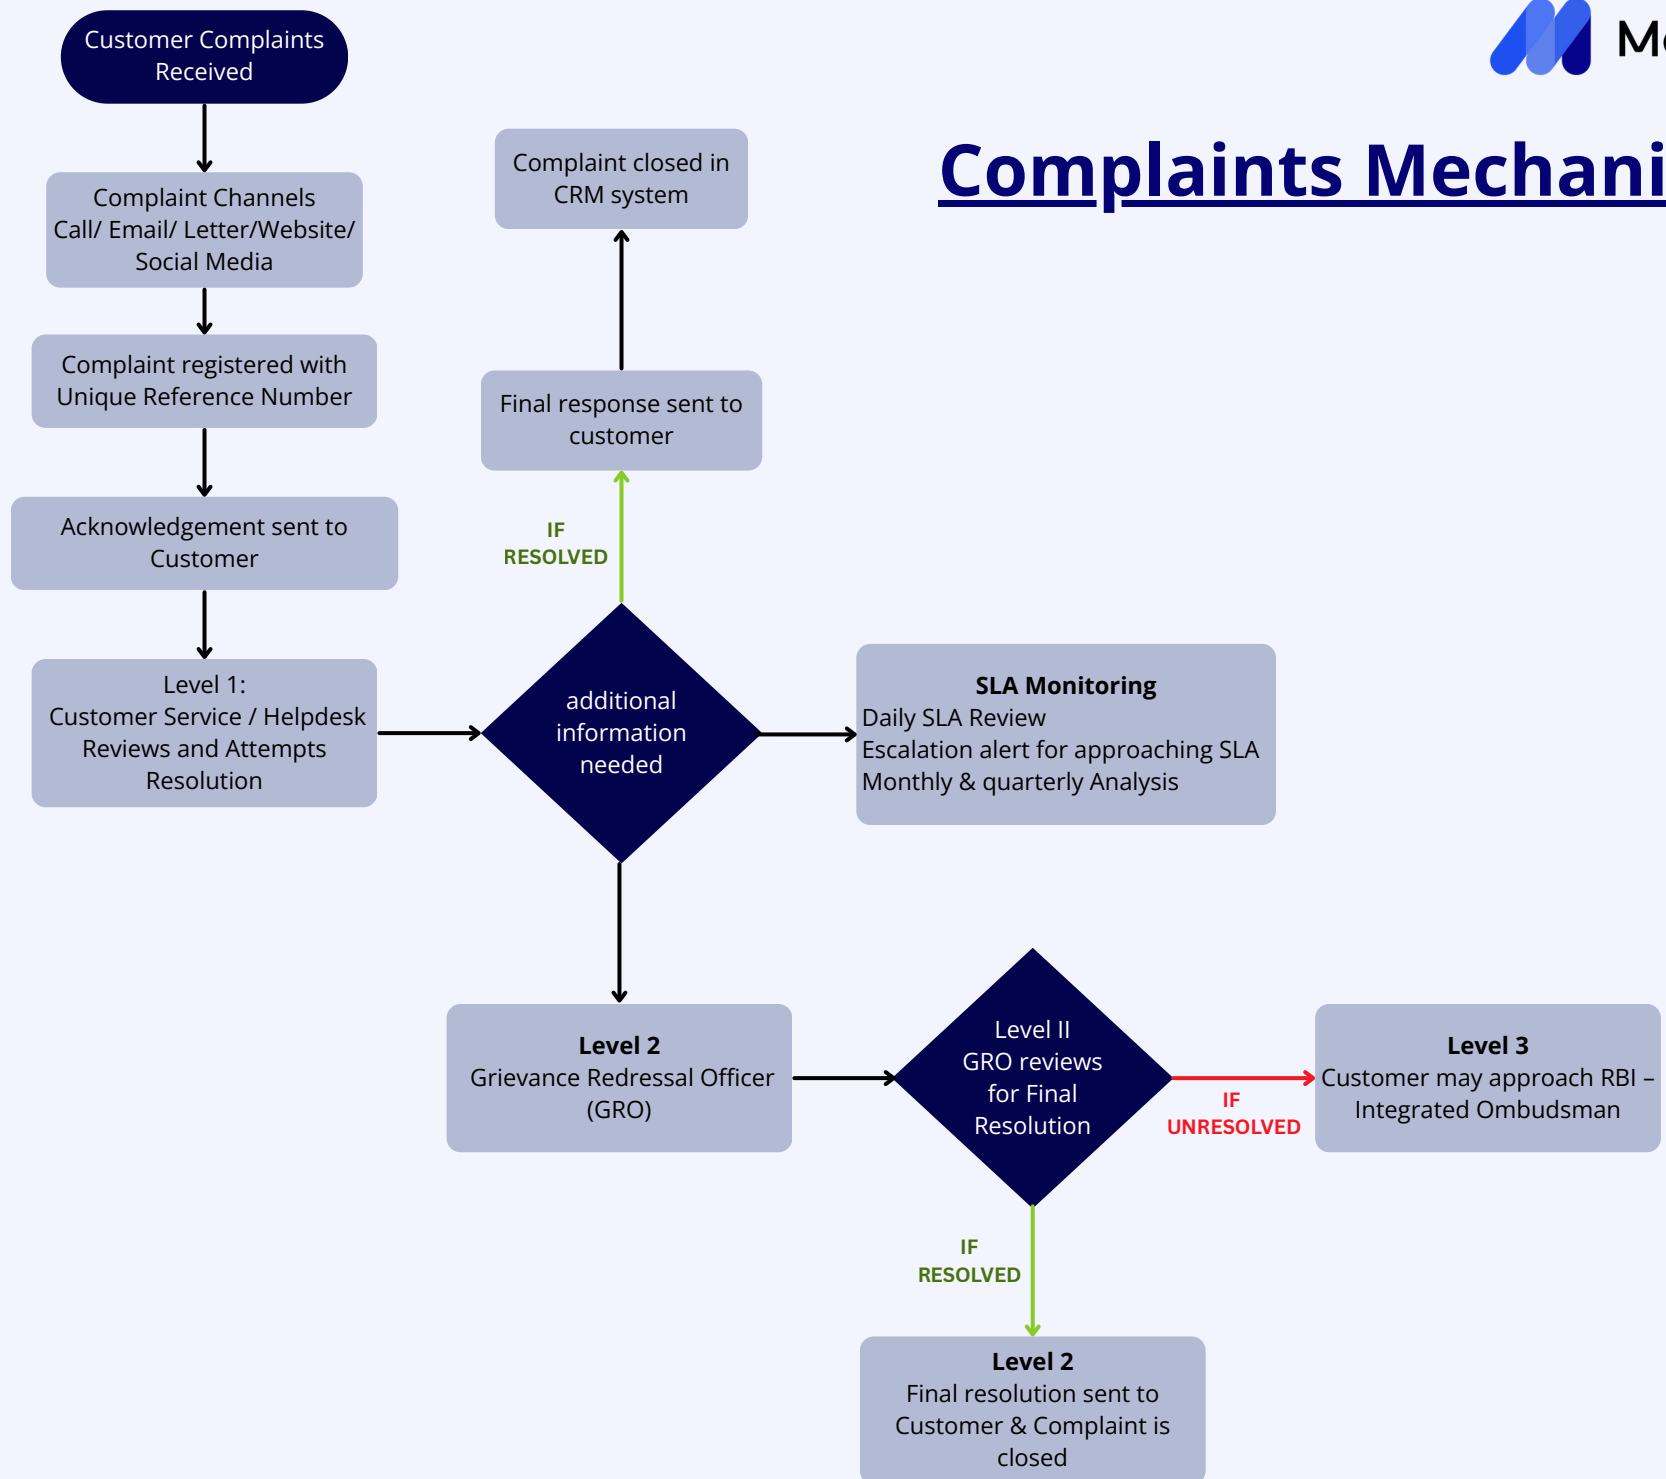 Customer Complaints
Received
Complaint Channels
Call/ Email/ Letter/Website/
Social Media
Complaint registered with
Unique Reference Number
Acknowledgement sent to
Customer
Level 1:
Customer Service / Helpdesk
Reviews and Attempts
Resolution
Complaint closed in
CRM system
Final response sent to
customer
IF
RESOLVED
additional
information
needed
Complaints
SLA Monitoring
Daily SLA Review
Escalation alert for approaching SLA
Monthly & quarterly Analysis
Level 2
Grievance Redressal Officer
(GRO)
Level II
GRO reviews
for Final
Resolution
IF
UNRESOLVED
Level 3
Customer may approach RBI –
Integrated Ombudsman
IF
RESOLVED
Level 2
Final resolution sent to
Customer & Complaint is
closed